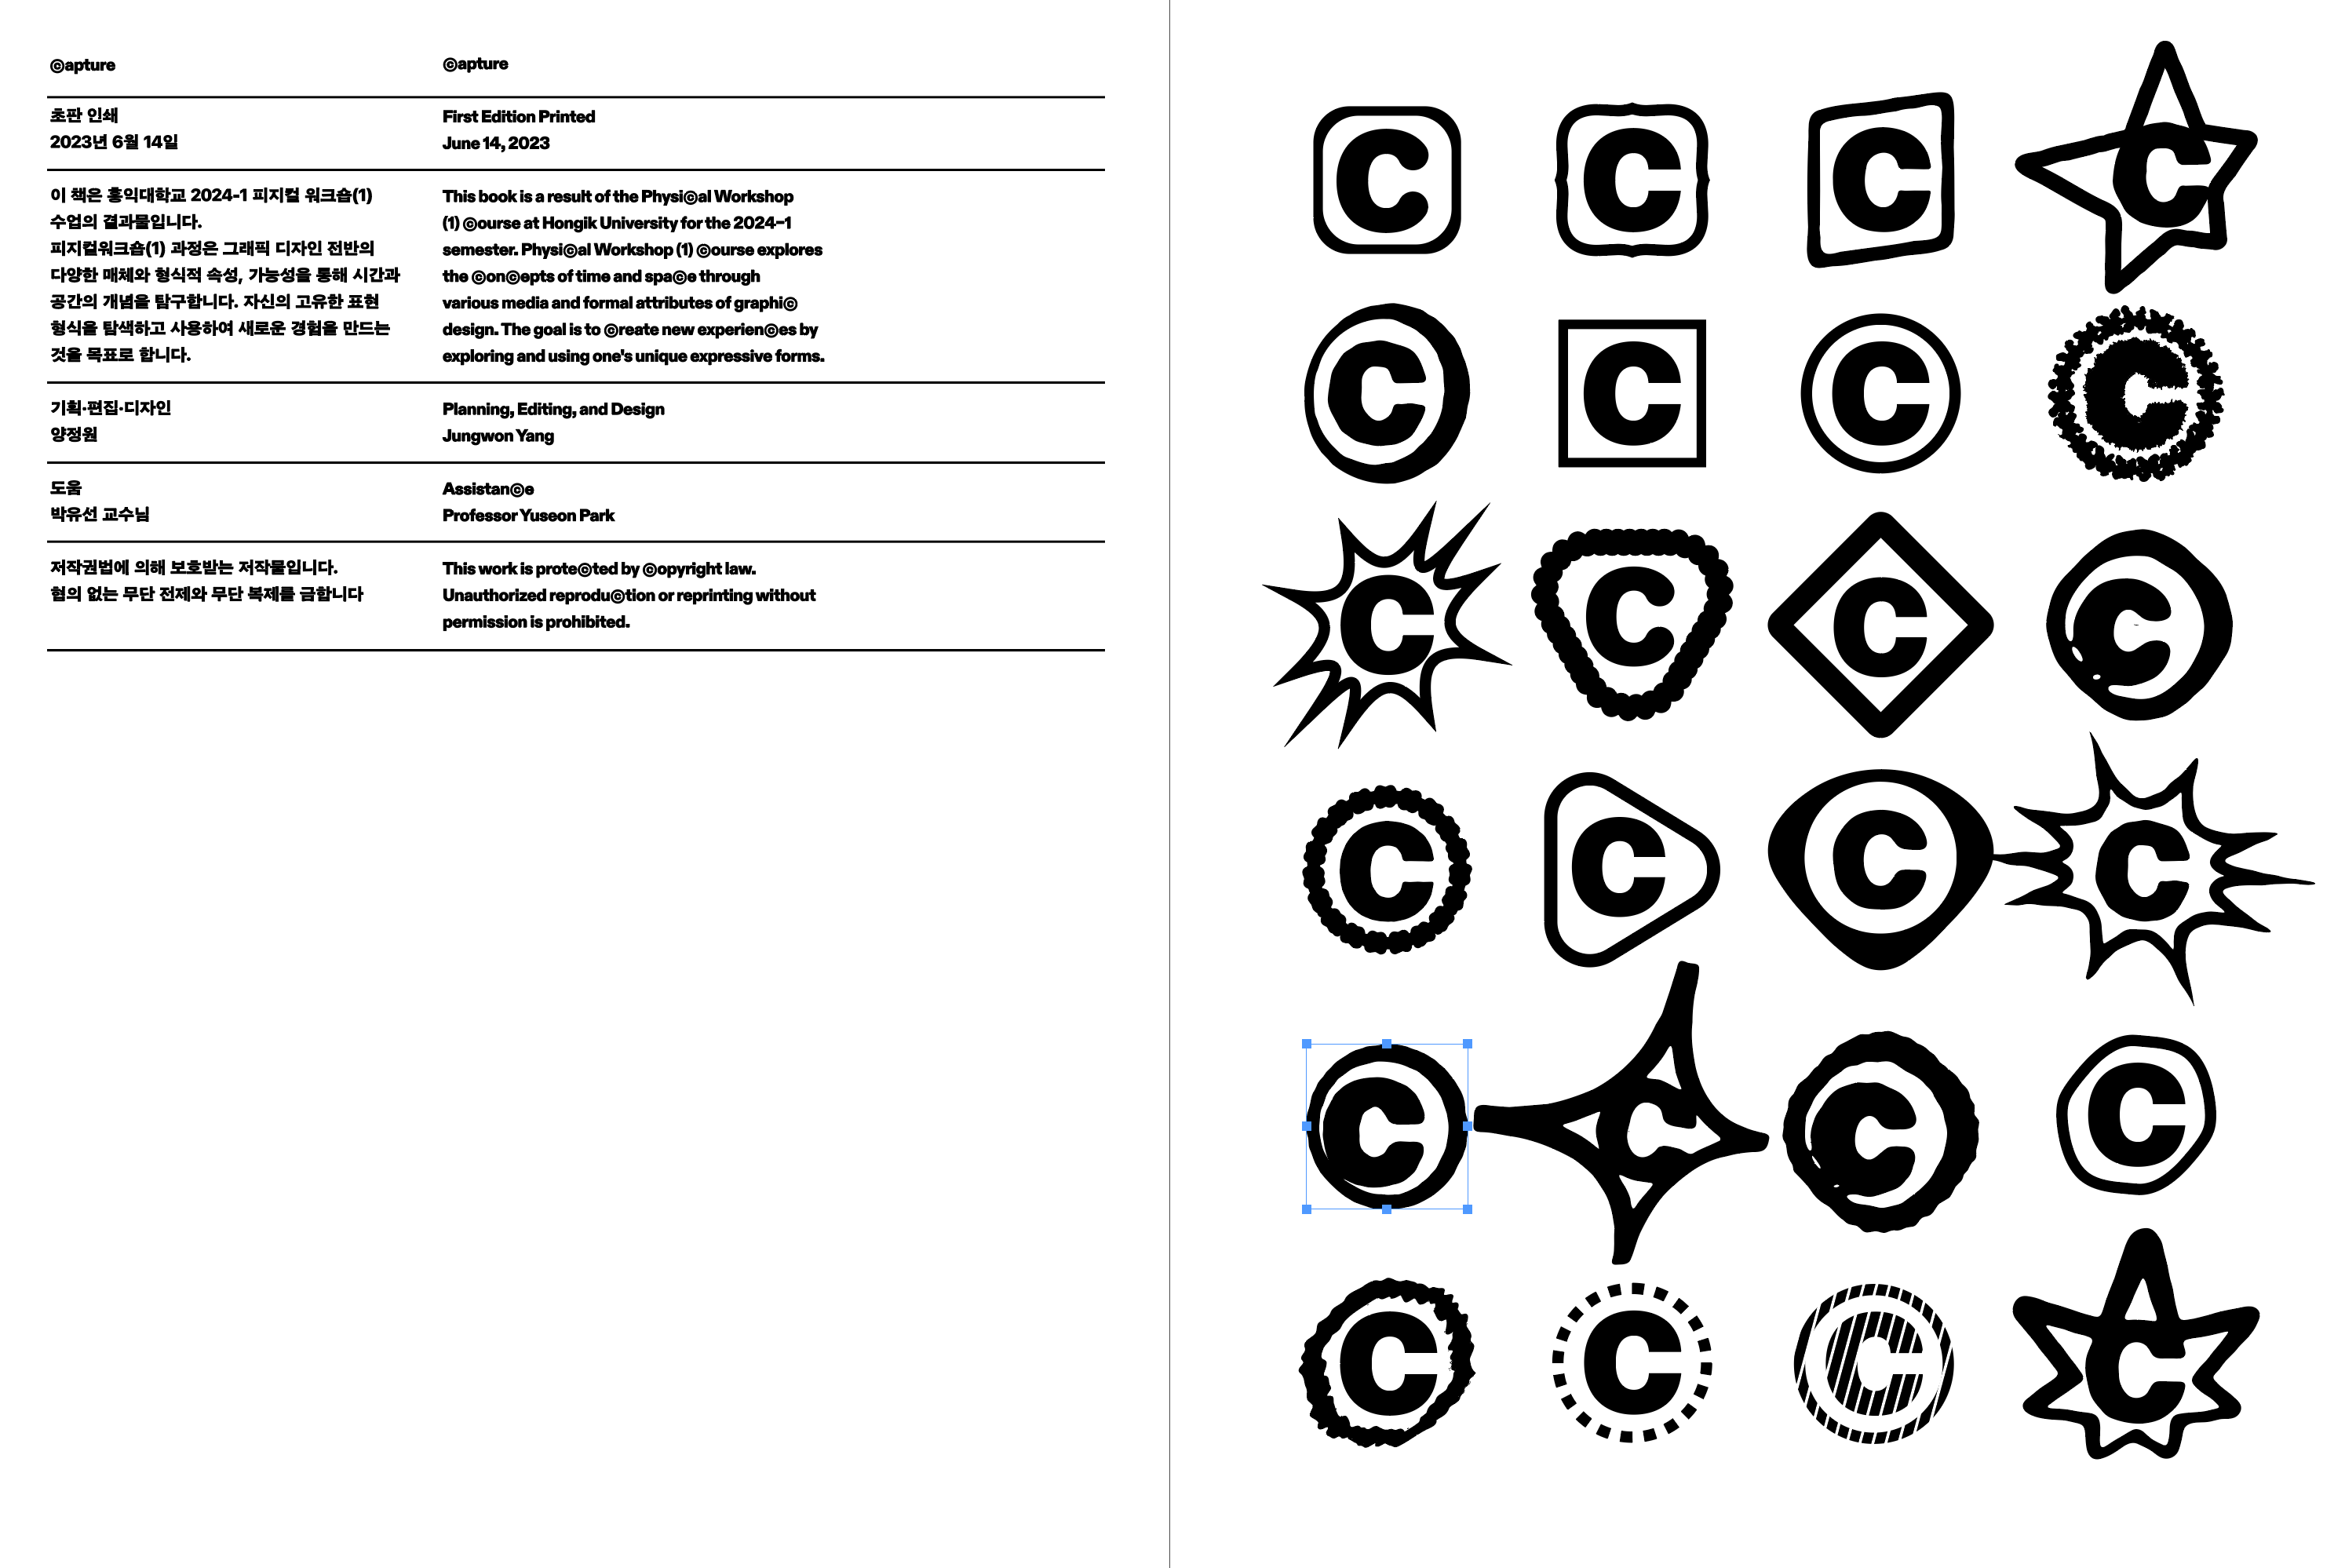 ©apture
©apture
초판 인쇄
2023년 6월 14일
First Edition Printed
June 14, 2023
이 책은 홍익대학교 2024-1 피지컬 워크숍(1)
수업의 결과물입니다.
피지컬워크숍(1) 과정은 그래픽 디자인 전반의
다양한 매체와 형식적 속성, 가능성을 통해 시간과
공간의 개념을 탐구합니다. 자신의 고유한 표현
형식을 탐색하고 사용하여 새로운 경험을 만드는
것을 목표로 합니다.
This book is a result of the Physi©al Workshop
(1) ©ourse at Hongik University for the 2024–1
semester. Physi©al Workshop (1) ©ourse explores
the ©on©epts of time and spa©e through
various media and formal attributes of graphi©
design. The goal is to ©reate new experien©es by
exploring and using one's unique expressive forms.
기획·편집·디자인
양정원
Planning, Editing, and Design
Jungwon Yang
도움
박유선 교수님
Assistan©e
Professor Yuseon Park
저작권법에 의해 보호받는 저작물입니다.
혐의 없는 무단 전제와 무단 복제를 금합니다
This work is prote©ted by ©opyright law.
Unauthorized reprodu©tion or reprinting without
permission is prohibited.
C C C C
C C C C
C C C C
C C C C
C C C C
C C C C